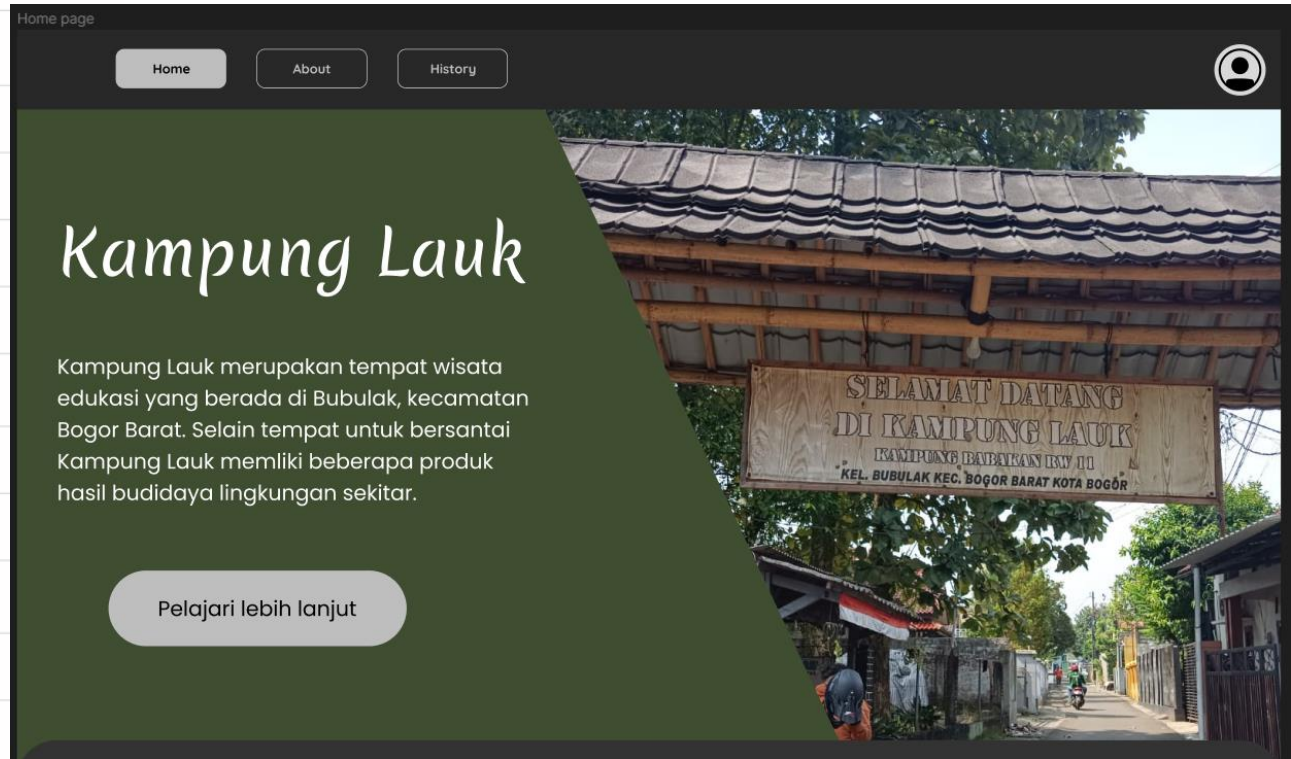 Home page
Home
About
History
Kampung Lauk
Kampung Lauk merupakan tempat wisata
edukasi yang berada di Bubulak, kecamatan
Bogor Barat. Selain tempat untuk bersantai
Kampung Lauk memliki beberapa produk
hasil budidaya lingkungan sekitar.
Pelajari lebih lanjut
SELAMAT DATANG
DI KAMPUNG LAUK
KAMPUNG BABAKAN RW 11
KEL. BUBULAK KEC. BOGOR BARAT KOTA BOGOR